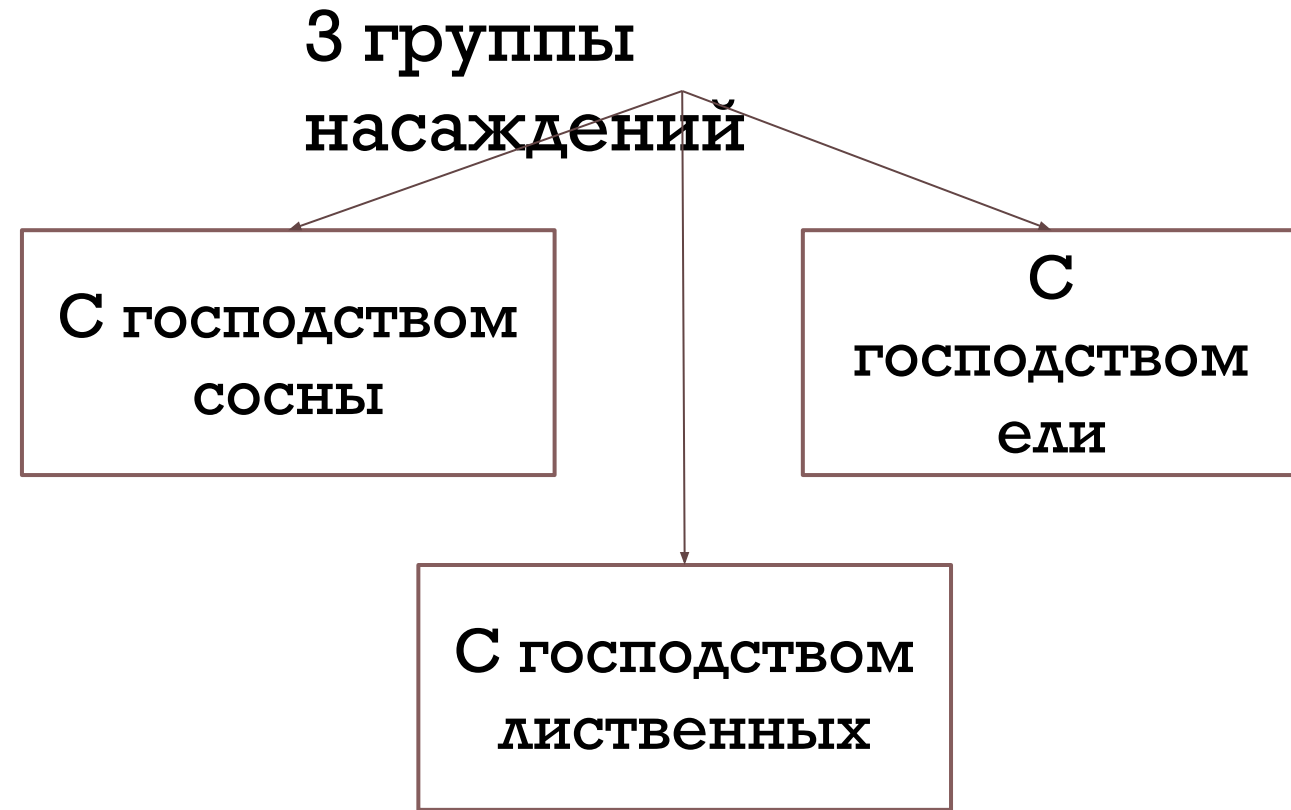 3 группы
насаждений
С господством
сосны
С
господством
ели
С господством
лиственных